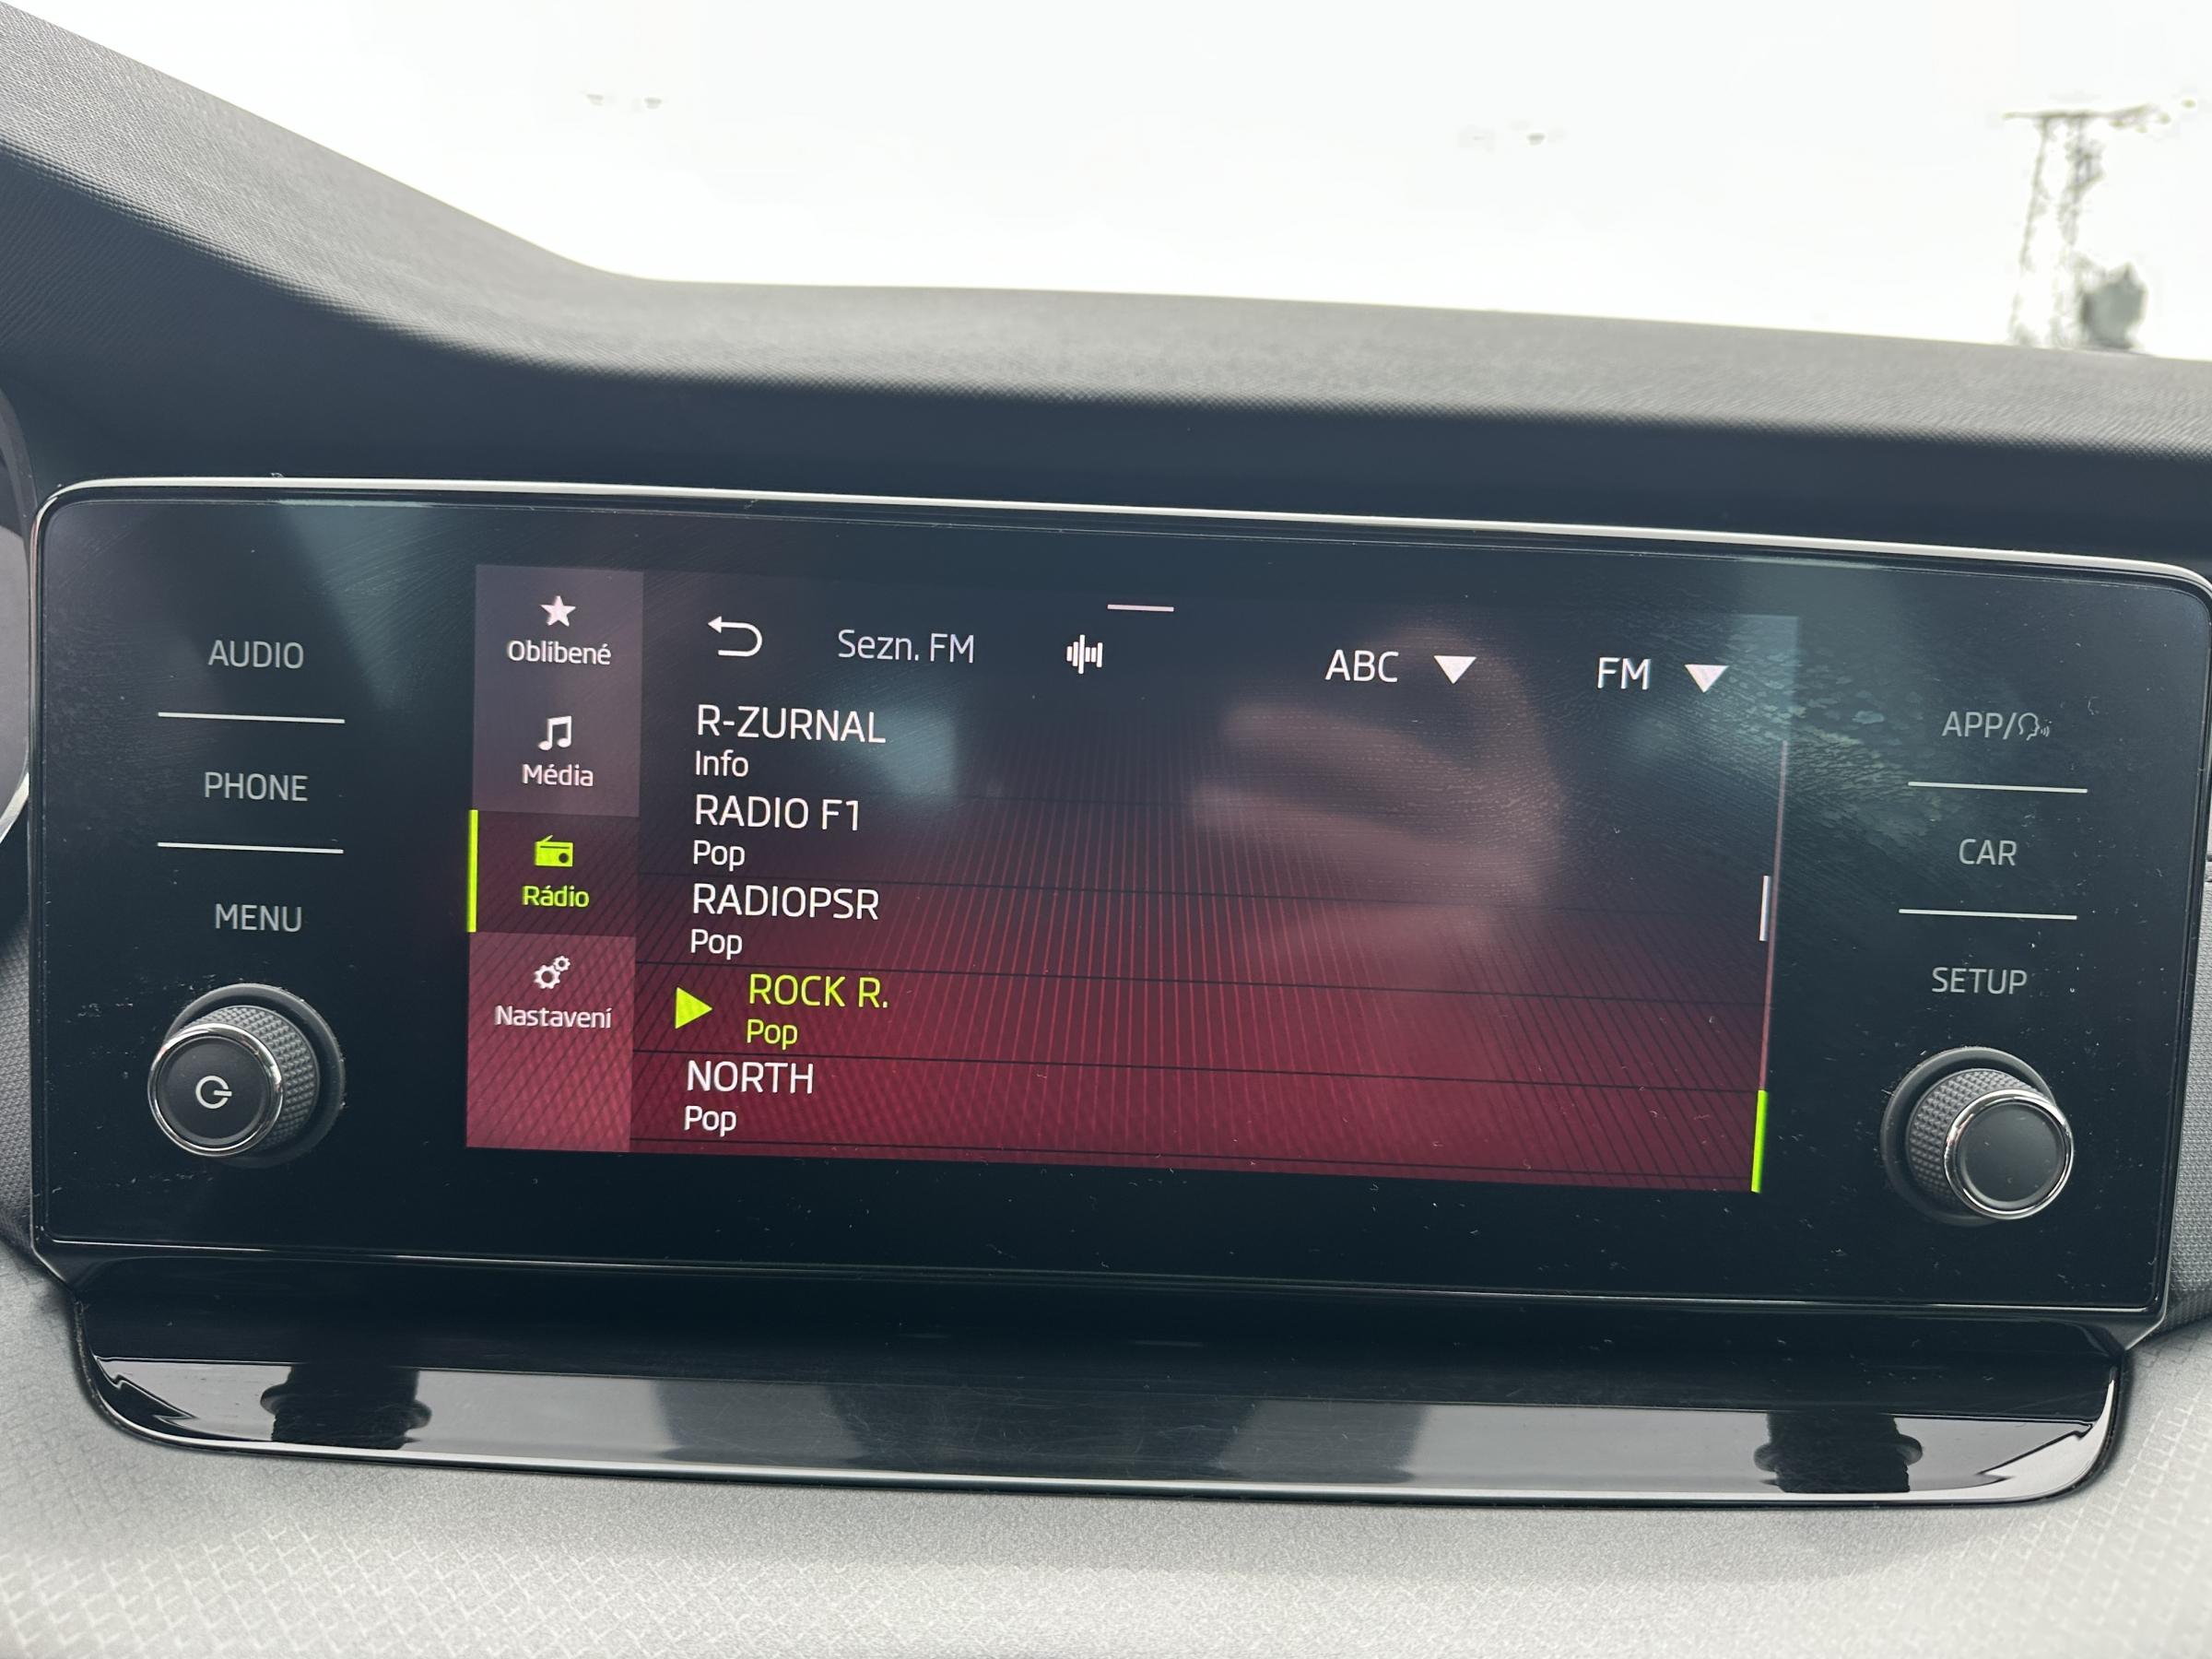 AUDIO
PHONE
MENU
Oblíbené
Média
Rádio
Nastavení
Sezn. FM
ABC
FM
R-ZURNAL
Info
RADIO F1
Pop
RADIOPSR
Pop
ROCK R.
Pop
NORTH
Pop
APP/
CAR
SETUP